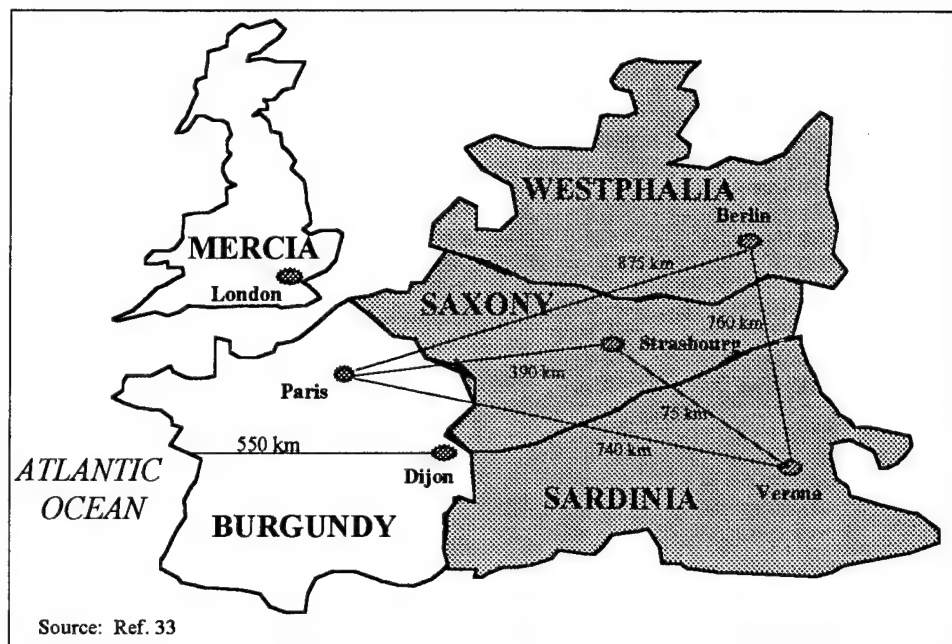 WESTPHALIA
Berlin
MERCIA
875 km
London
SAXONY
760 km
Strasbourg
Paris
390 km
75 km
550 km
740 km
ATLANTIC
OCEAN
Dijon
Verona
SARDINIA
BURGUNDY
Source: Ref. 33